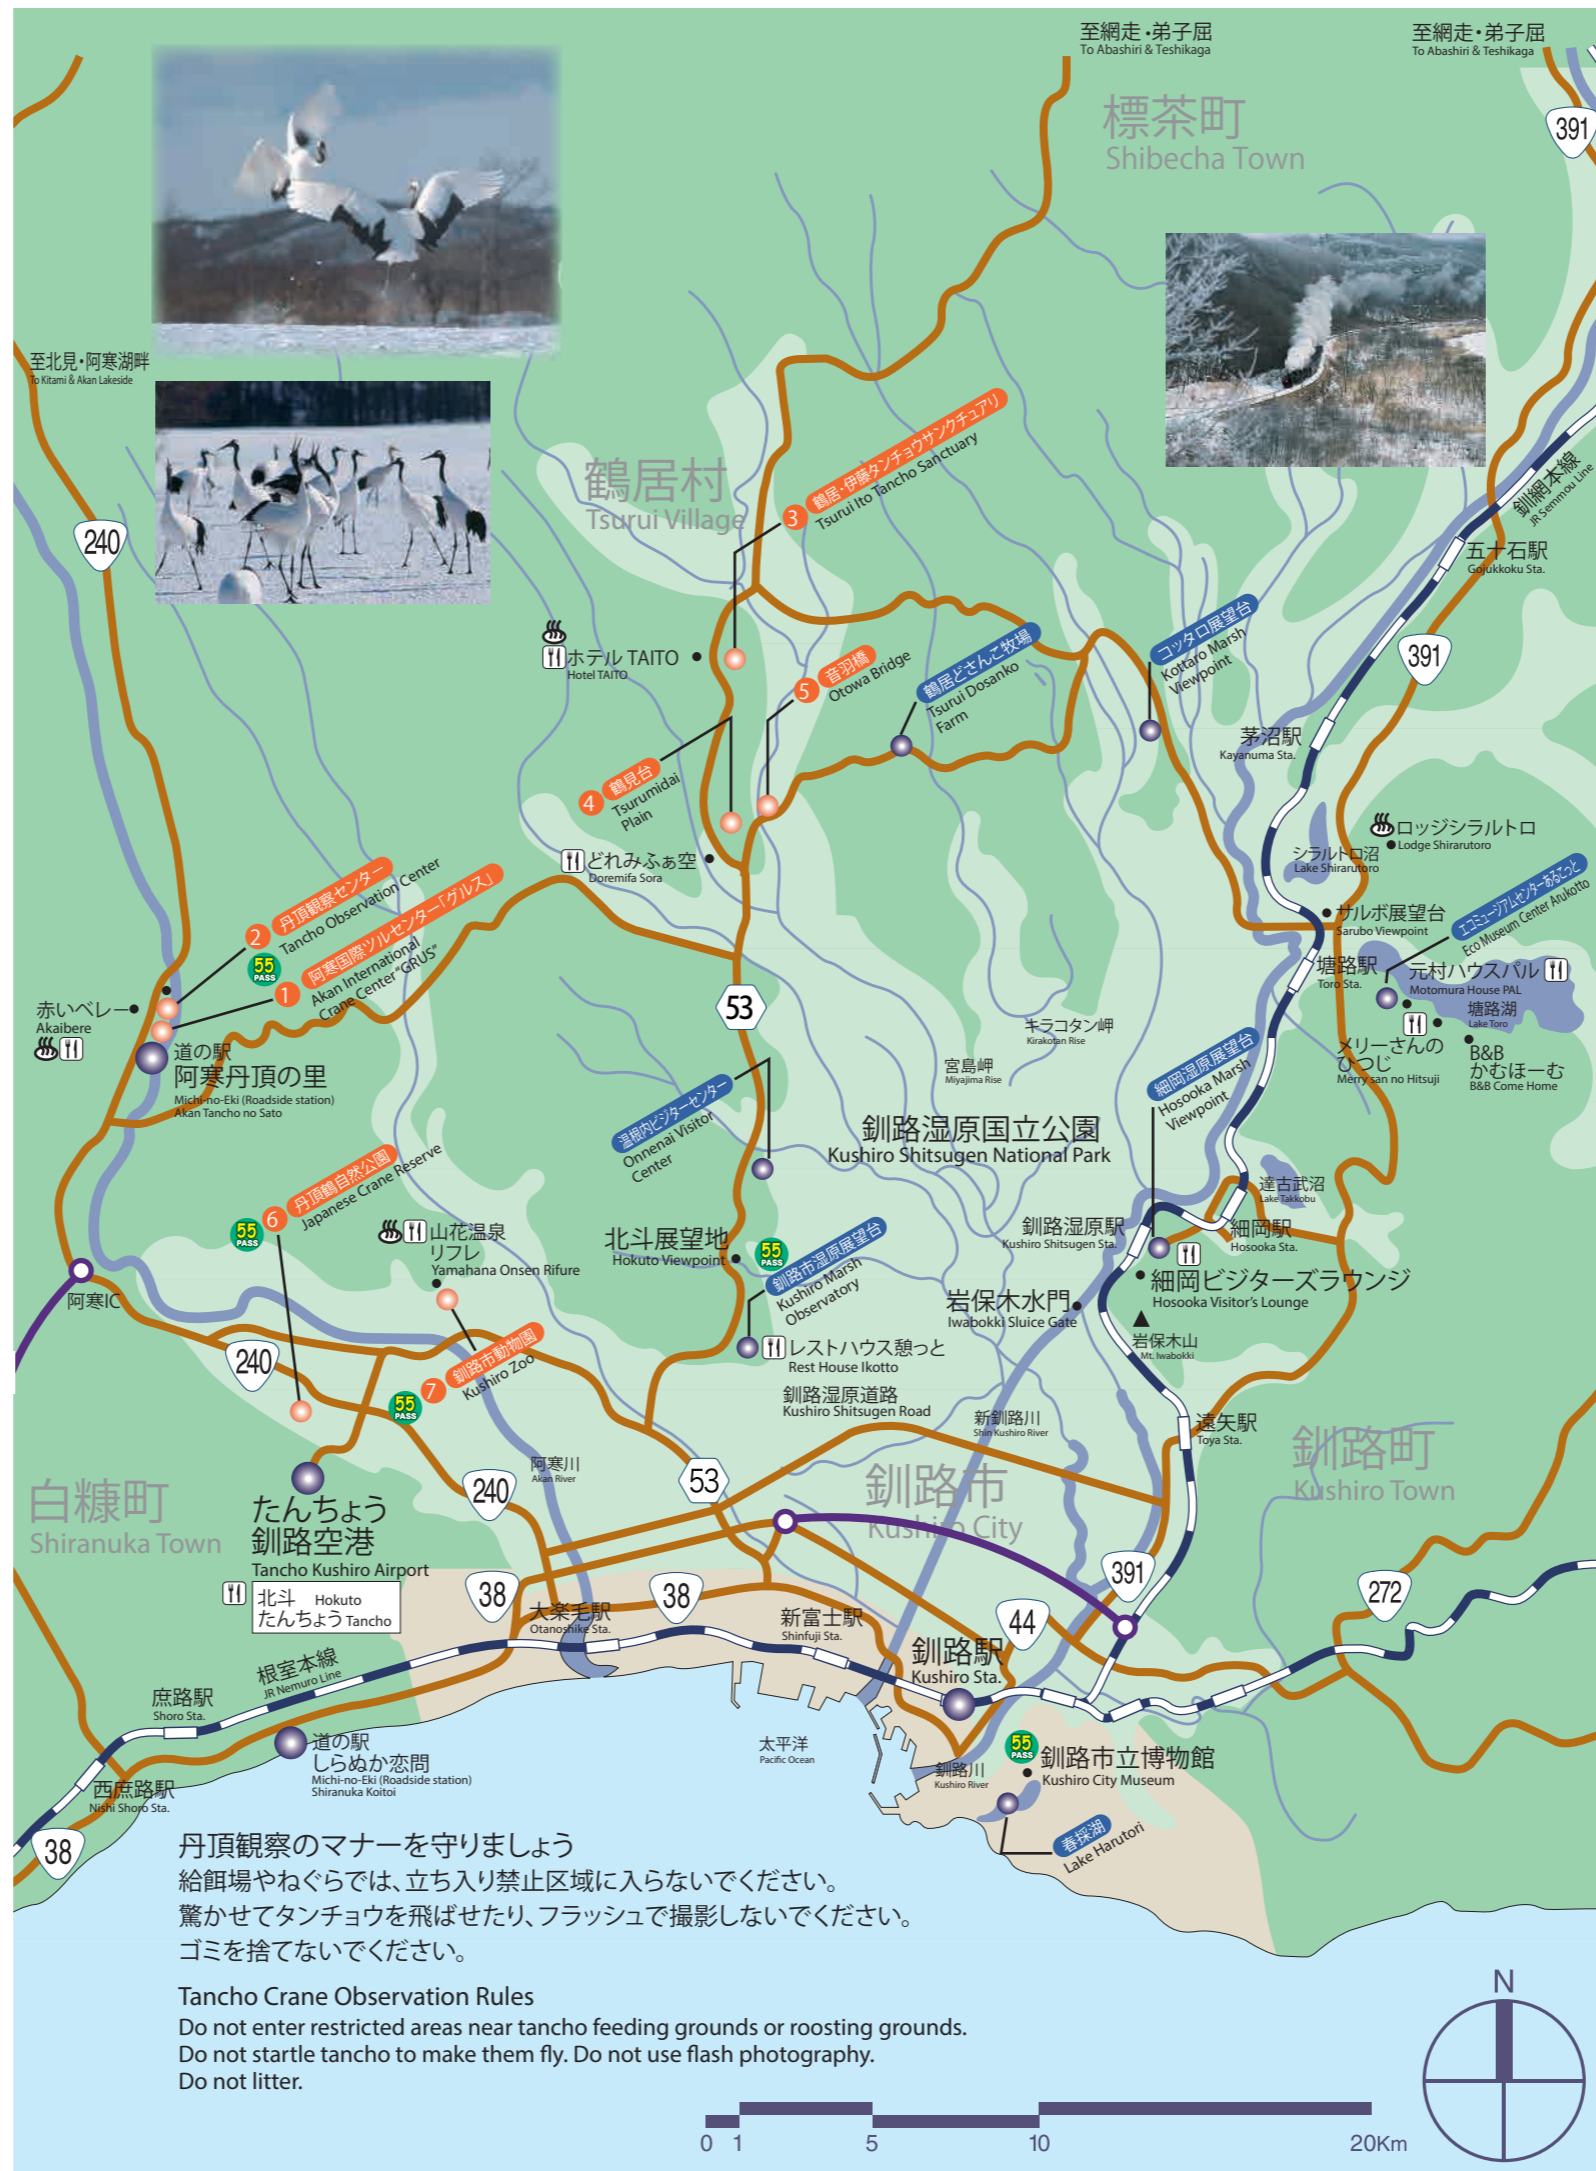 至網走・弟子屈
To Abashiri & Teshikaga
至網走・弟子屈
To Abashiri & Teshikaga
標茶町
Shibecha Town
391
至北見・阿寒湖畔
To Kitami & Akan Lakeside
鶴居村
Tsurui Village
3 鶴居・伊藤タンチョウサンクチュアリ
Tsurui Ito Tancho Sanctuary
釧網本線
JR Semmou Line
240
五十石駅
Gojukkoku Sta.
ホテル TAITO
Hotel TAITO
5 音羽橋
Otowa Bridge
鶴居どさんこ牧場
Tsurui Dosanko
Farm
コッタロ展望台
Kottaro Marsh
Viewpoint
391
茅沼駅
Kayanuma Sta.
4 鶴見台
Tsurumidai
Plain
どれみふぁ空
Doremifa Sora
ロッジシラルトロ
Lodge Shirarutoro
シラルトロ沼
Lake Shirarutoro
2 丹頂観察センター
Tancho Observation Center
55
PASS
1 阿寒国際ツルセンター「グルス」
Akan International
Crane Center "GRUS"
サルボ展望台
Sarubo Viewpoint
エコミュージアムセンターあるこっと
Eco Museum Center Arukotto
塘路駅
Toro Sta.
元村ハウスパル
Motomura House PAL
塘路湖
Lake Toro
メリーさんの
ひつじ
Merry san no Hitsuji
B&B
かむほーむ
B&B Come Home
赤いベレー
Akaibere
道の駅
阿寒丹頂の里
Michi-no-Eki (Roadside station)
Akan Tancho no Sato
53
キラコタン岬
Kirakotan Rise
宮島岬
Miyajima Rise
温根内ビジターセンター
Onnenai Visitor
Center
釧路湿原国立公園
Kushiro Shitsugen National Park
細岡湿原展望台
Hosooka Marsh
Viewpoint
達古武沼
Lake Takkobu
6 丹頂鶴自然公園
Japanese Crane Reserve
55
PASS
山花温泉
リフレ
Yamahana Onsen Rifure
北斗展望地
Hokuto Viewpoint
55
PASS
釧路市湿原展望台
Kushiro Marsh
Observatory
釧路湿原駅
Kushiro Shitsugen Sta.
細岡駅
Hosooka Sta.
細岡ビジターズラウンジ
Hosooka Visitor's Lounge
阿寒IC
岩保木水門
Iwabokki Sluice Gate
岩保木山
Mt. Iwabokki
レストハウス憩っと
Rest House Ikotto
240
7 釧路市動物園
Kushiro Zoo
55
PASS
釧路湿原道路
Kushiro Shitsugen Road
新釧路川
Shin Kushiro River
遠矢駅
Toya Sta.
釧路町
Kushiro Town
阿寒川
Akan River
240
53
釧路市
Kushiro City
白糠町
Shiranuka Town
たんちょう
釧路空港
Tancho Kushiro Airport
北斗 Hokuto
たんちょう Tancho
38
38
391
44
272
大楽毛駅
Otanoshike Sta.
新富士駅
Shinfuji Sta.
釧路駅
Kushiro Sta.
根室本線
JR Nemuro Line
庶路駅
Shoro Sta.
道の駅
しらぬか恋問
Michi-no-Eki (Roadside station)
Shiranuka Koitoi
西庶路駅
Nishi Shoro Sta.
38
太平洋
Pacific Ocean
釧路川
Kushiro River
55
PASS
釧路市立博物館
Kushiro City Museum
春採湖
Lake Harutori
丹頂観察のマナーを守りましょう
給餌場やねぐらでは、立ち入り禁止区域に入らないでください。
驚かせてタンチョウを飛ばせたり、フラッシュで撮影しないでください。
ゴミを捨てないでください。
Tancho Crane Observation Rules
Do not enter restricted areas near tancho feeding grounds or roosting grounds.
Do not startle tancho to make them fly. Do not use flash photography.
Do not litter.
N
0 1 5 10 20Km